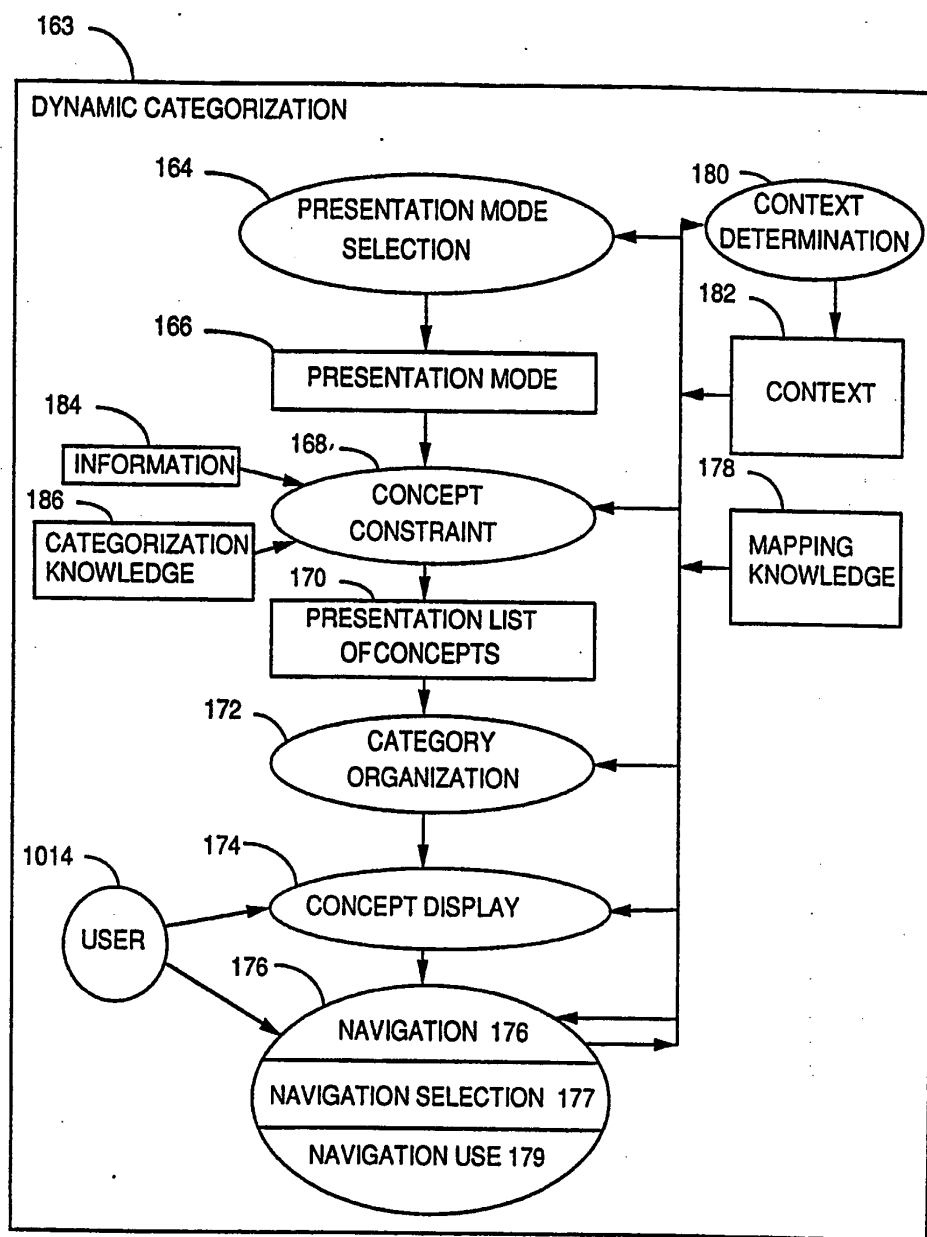 163
DYNAMIC CATEGORIZATION
164
PRESENTATION MODE
SELECTION
180
CONTEXT
DETERMINATION
166
PRESENTATION MODE
182
CONTEXT
184
INFORMATION
168
CONCEPT
CONSTRAINT
178
MAPPING
KNOWLEDGE
186
CATEGORIZATION
KNOWLEDGE
170
PRESENTATION LIST
OF CONCEPTS
172
CATEGORY
ORGANIZATION
174
CONCEPT DISPLAY
1014
USER
176
NAVIGATION 176
NAVIGATION SELECTION 177
NAVIGATION USE 179